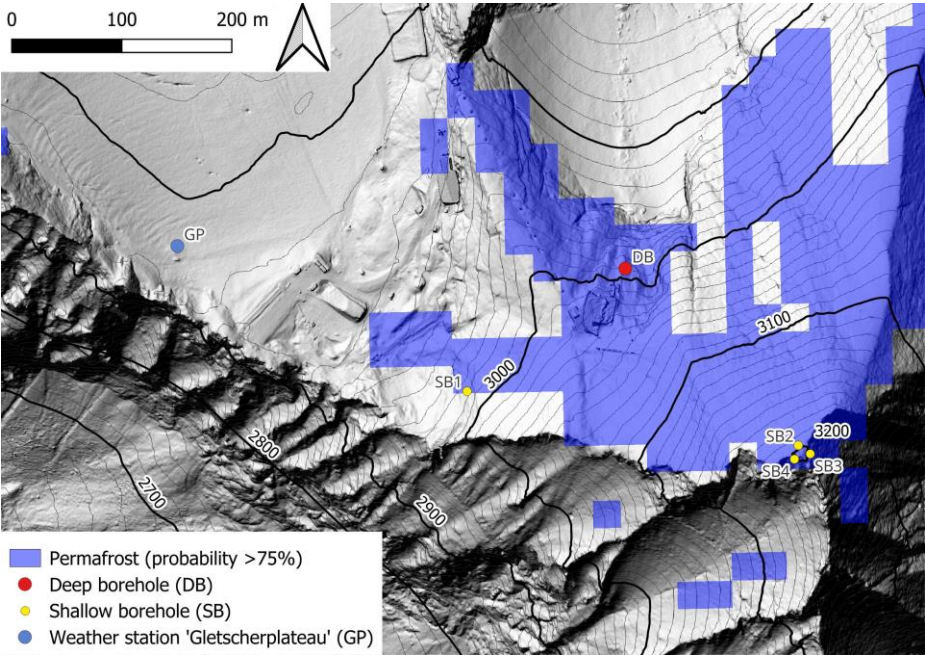 0 100 200 m
GP
DB
3100
SB1
3000
SB2
3200
SB4
SB3
2800
2700
2900
Permafrost (probability >75%)
Deep borehole (DB)
Shallow borehole (SB)
Weather station 'Gletscherplateau' (GP)